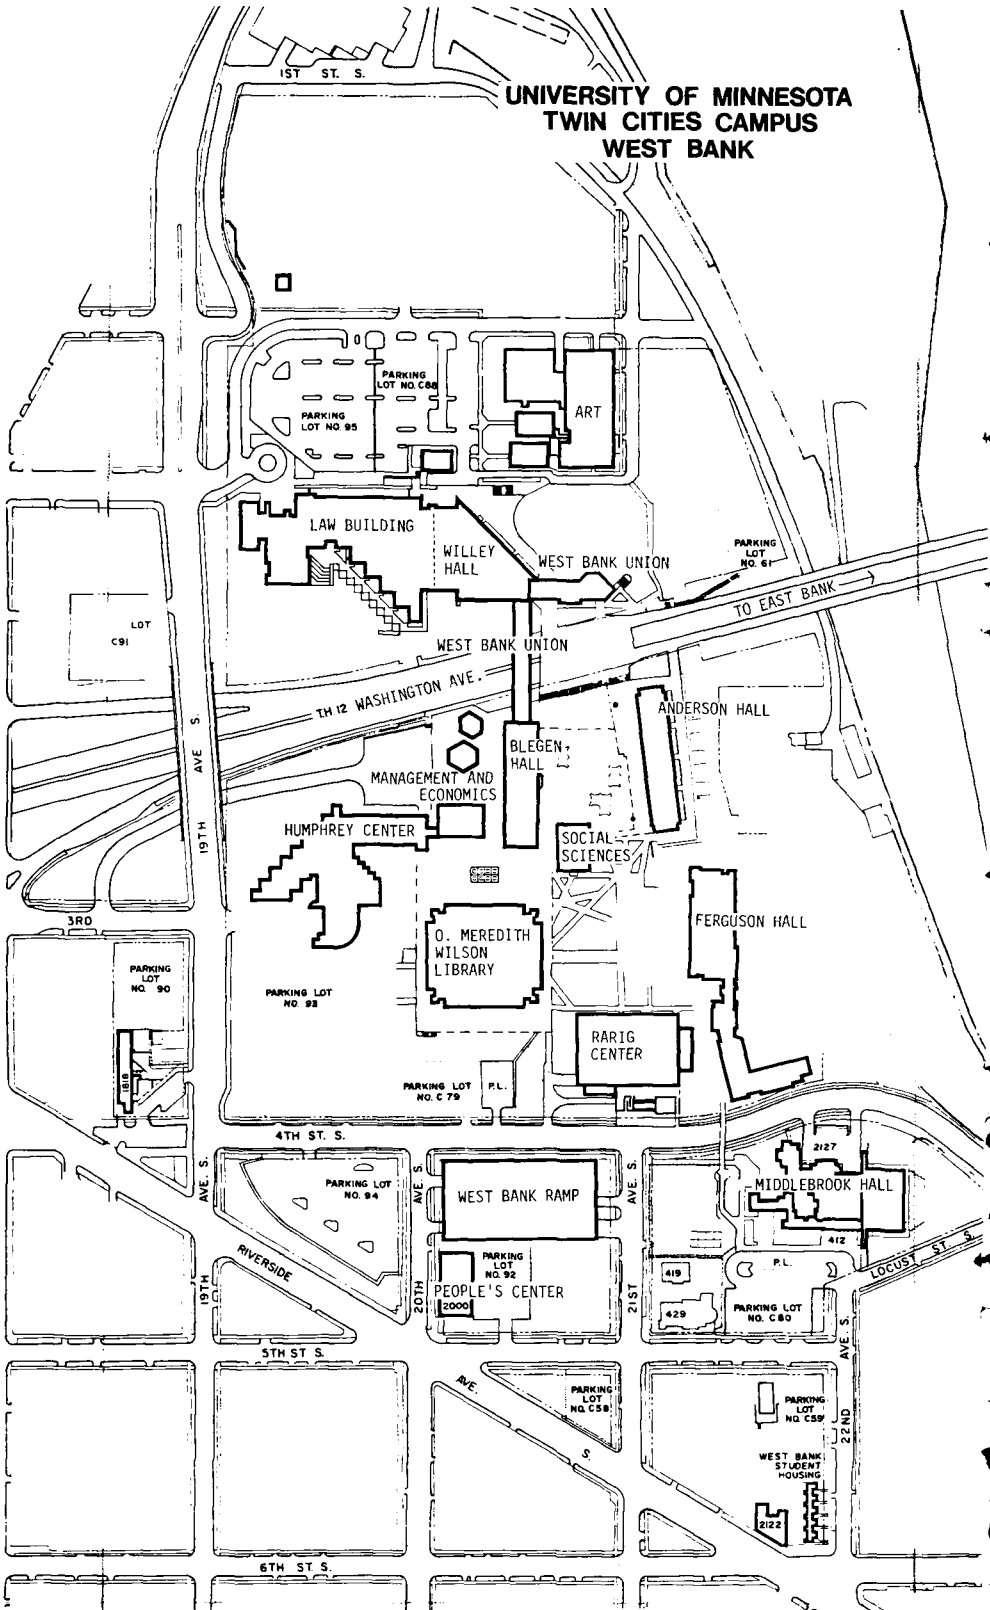 1ST ST. S.
UNIVERSITY OF MINNESOTA
TWIN CITIES CAMPUS
WEST BANK
PARKING
LOT NO. C88
PARKING
LOT NO. 95
ART
LAW BUILDING
WILLEY
HALL
WEST BANK UNION
PARKING
LOT
NO. 61
TO EAST BANK
LOT
C91
WEST BANK UNION
T.H. 12 WASHINGTON AVE.
ANDERSON HALL
BLEGEN
HALL
MANAGEMENT AND
ECONOMICS
19TH AVE S.
HUMPHREY CENTER
SOCIAL
SCIENCES
3RD
O. MEREDITH
WILSON
LIBRARY
FERGUSON HALL
PARKING
LOT
NO. 90
PARKING LOT
NO. 93
RARIG
CENTER
1818
PARKING LOT
NO. C 79
P.L.
4TH ST. S.
2127
MIDDLEBROOK HALL
412
PARKING LOT
NO. 94
WEST BANK RAMP
19TH AVE. S.
20TH AVE. S.
21ST AVE. S.
RIVERSIDE
PARKING
LOT
NO. 92
PEOPLE'S CENTER
2000
419
429
P.L.
LOCUST ST. S.
PARKING LOT
NO. C80
5TH ST S.
AVE.
S.
PARKING
LOT
NO. C58
PARKING
LOT
NO. C59
22ND AVE. S.
WEST BANK
STUDENT
HOUSING
2122
6TH ST. S.